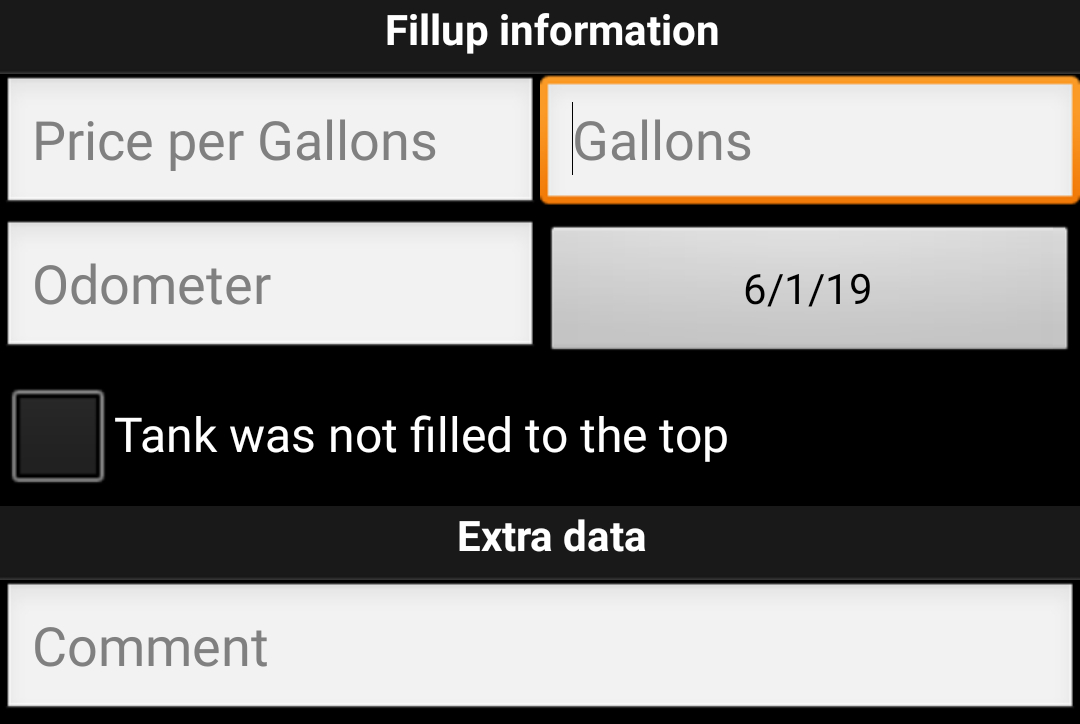 Fillup information
Price per Gallons
Gallons
Odometer
6/1/19
Tank was not filled to the top
Extra data
Comment